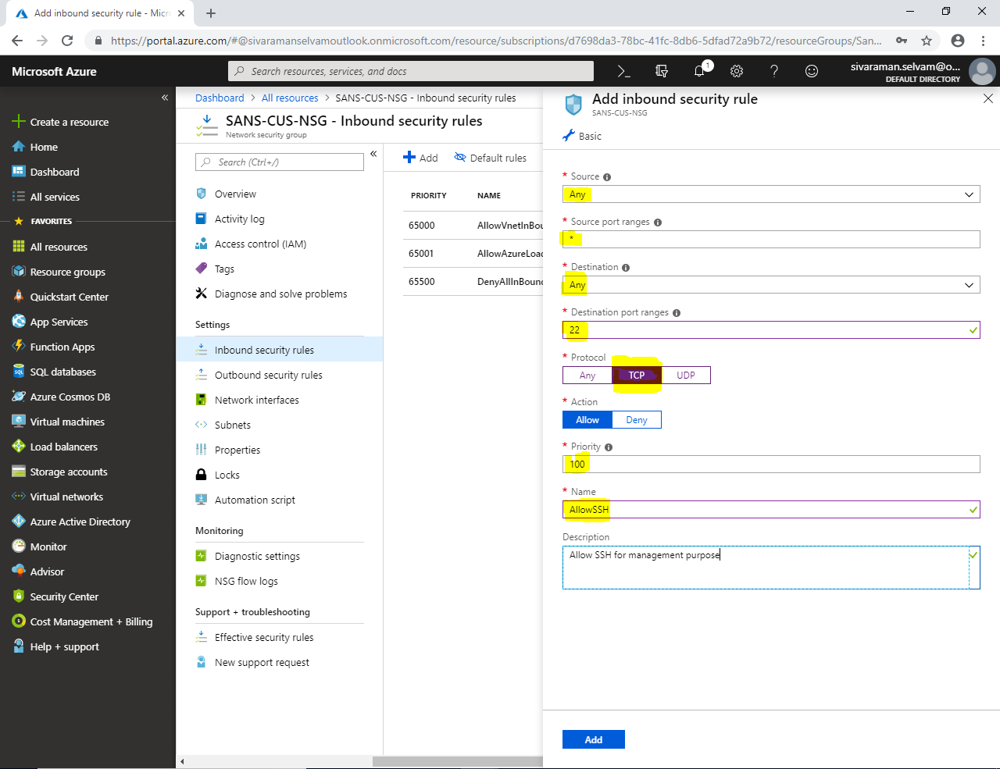 Add inbound security rule - Micr
https://portal.azure.com/#@sivaramanselvamoutlook.onmicrosoft.com/resource/subscriptions/d7698da3-78bc-41fc-8db6-5dfad72a9b72/resourceGroups/San...
Microsoft Azure
Search resources, services, and docs
1
sivaraman.selvam@o...
DEFAULT DIRECTORY
Create a resource
Home
Dashboard
All services
FAVORITES
All resources
Resource groups
Quickstart Center
App Services
Function Apps
SQL databases
Azure Cosmos DB
Virtual machines
Load balancers
Storage accounts
Virtual networks
Azure Active Directory
Monitor
Advisor
Security Center
Cost Management + Billing
Help + support
Dashboard > All resources > SANS-CUS-NSG - Inbound security rules
SANS-CUS-NSG - Inbound security rules
Network security group
Search (Ctrl+/)
Overview
Activity log
Access control (IAM)
Tags
Diagnose and solve problems
Settings
Inbound security rules
Outbound security rules
Network interfaces
Subnets
Properties
Locks
Automation script
Monitoring
Diagnostic settings
NSG flow logs
Support + troubleshooting
Effective security rules
New support request
Add Default rules
PRIORITY NAME
65000 AllowVnetInBou
65001 AllowAzureLoad
65500 DenyAllInBound
Add inbound security rule
SANS-CUS-NSG
Basic
* Source
Any
* Source port ranges
*
* Destination
Any
* Destination port ranges
22
* Protocol
Any TCP UDP
* Action
Allow Deny
* Priority
100
* Name
AllowSSH
Description
Allow SSH for management purpose
Add